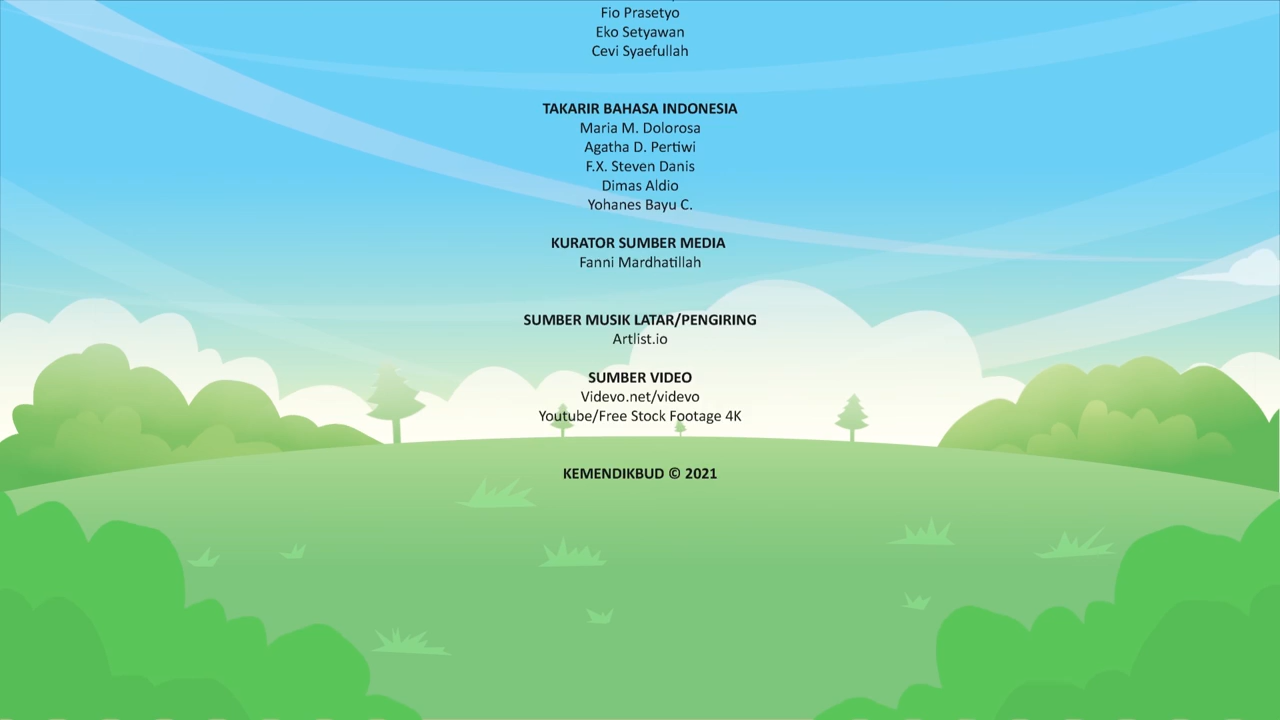 Fio Prasetyo
Eko Setyawan
Cevi Syaefullah
TAKARIR BAHASA INDONESIA
Maria M. Dolorosa
Agatha D. Pertiwi
F.X. Steven Danis
Dimas Aldio
Yohanes Bayu C.
KURATOR SUMBER MEDIA
Fanni Mardhatillah
SUMBER MUSIK LATAR/PENGIRING
Artlist.io
SUMBER VIDEO
Videvo.net/videvo
Youtube/Free Stock Footage 4K
KEMENDIKBUD © 2021